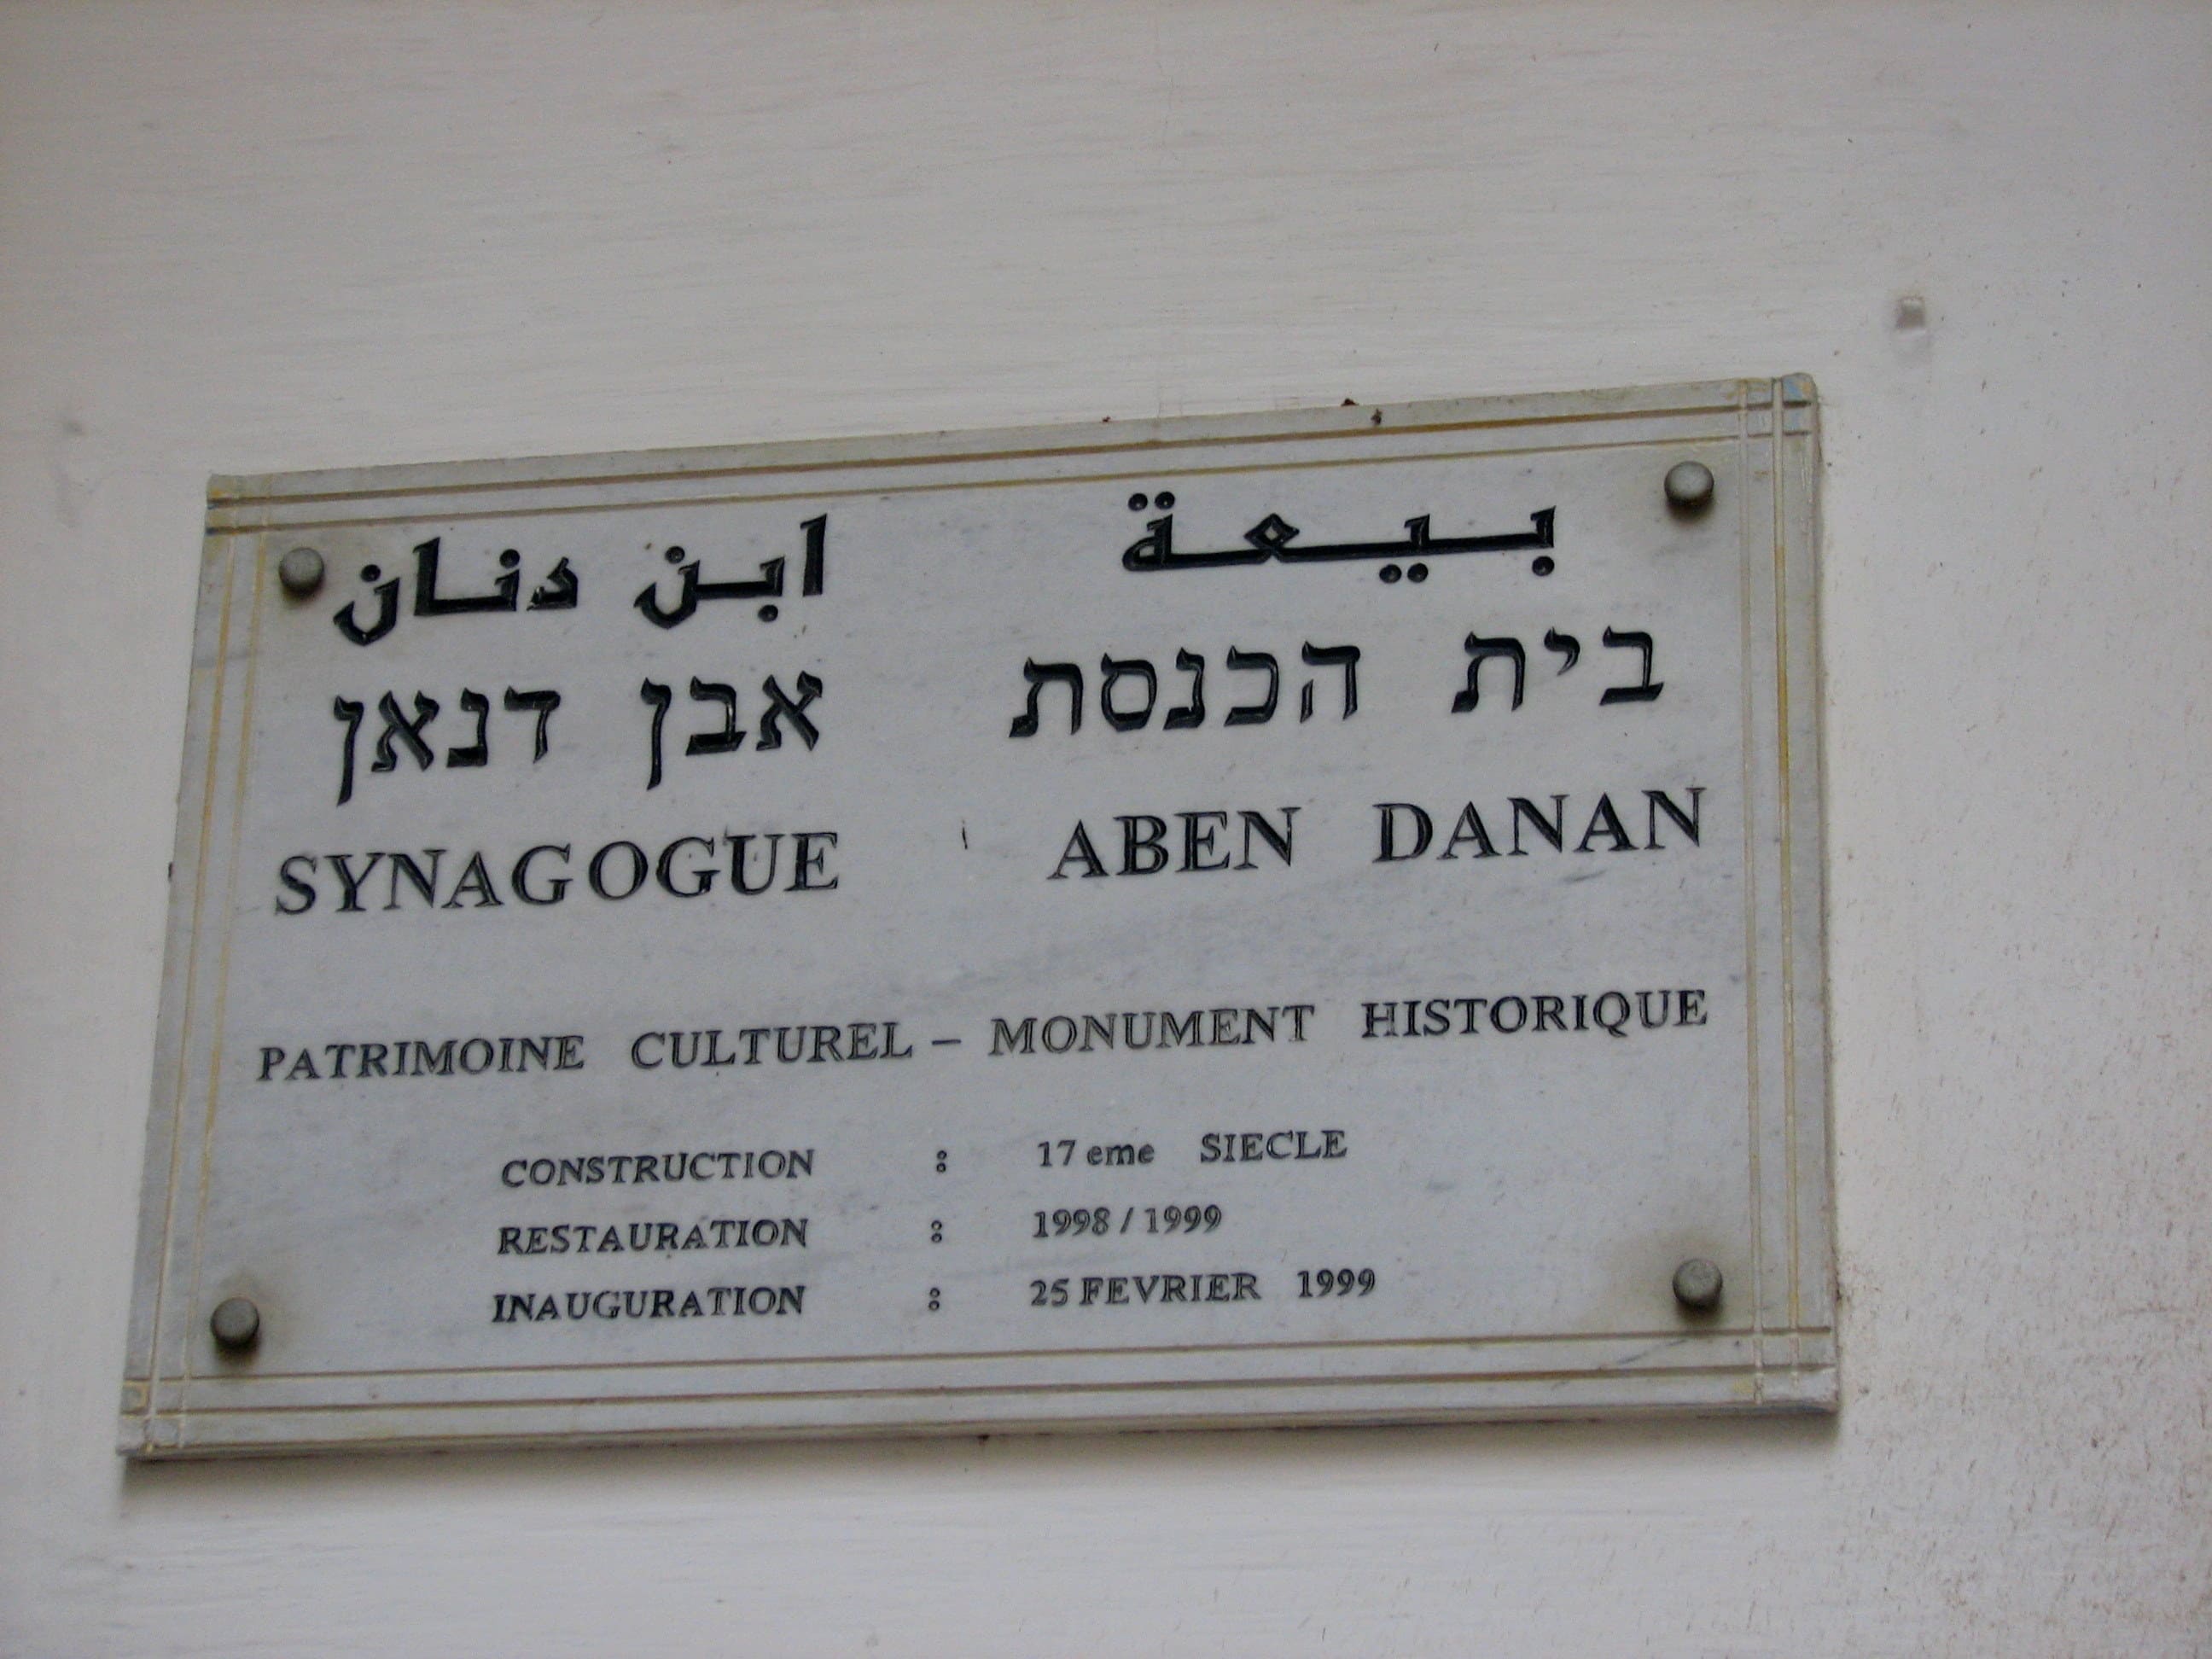 بيعة ابن دنان
בית הכנסת אבן דנאן
SYNAGOGUE ABEN DANAN
PATRIMOINE CULTUREL – MONUMENT HISTORIQUE
CONSTRUCTION : 17 eme SIECLE
RESTAURATION : 1998 / 1999
INAUGURATION : 25 FEVRIER 1999